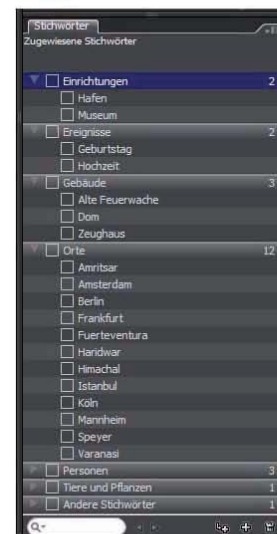 Stichwörter
Zugewiesene Stichwörter
Einrichtungen 2
Hafen
Museum
Ereignisse 2
Geburtstag
Hochzeit
Gebäude 3
Alte Feuerwache
Dom
Zeughaus
Orte 12
Amritsar
Amsterdam
Berlin
Frankfurt
Fuerteventura
Haridwar
Himachal
Istanbul
Köln
Mannheim
Speyer
Varanasi
Personen 3
Tiere und Pflanzen 1
Andere Stichwörter 1